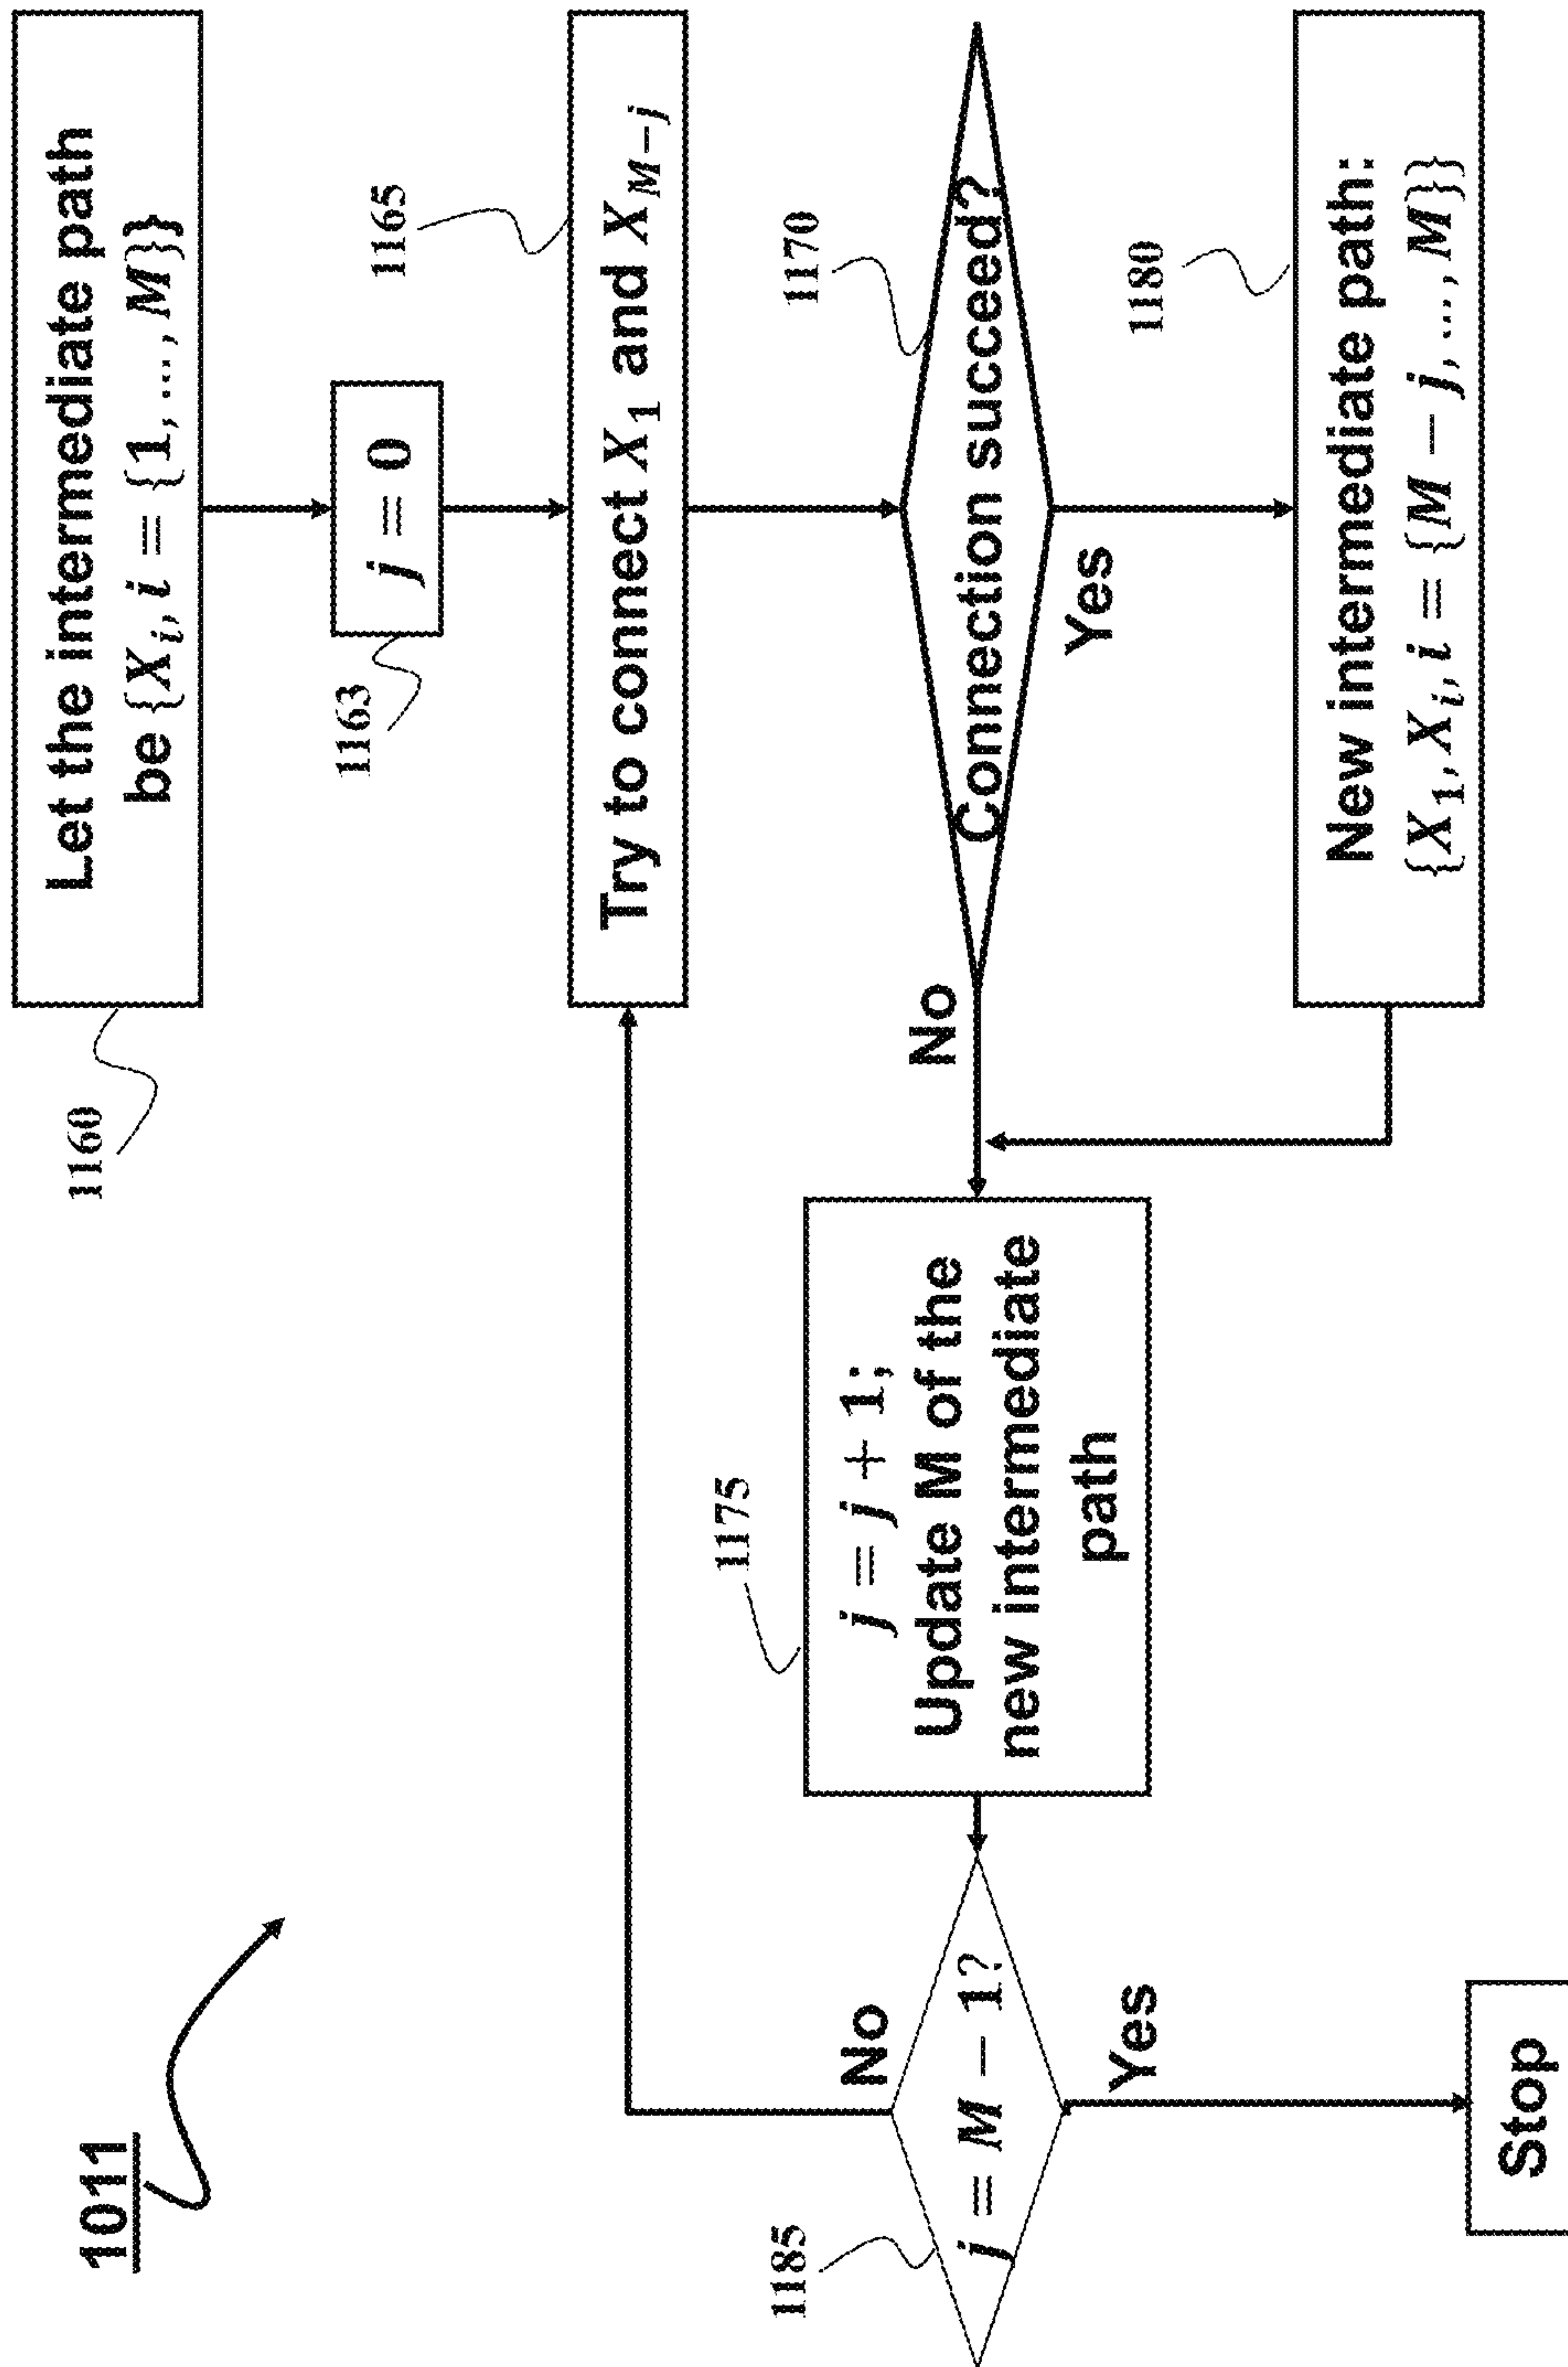 1011
1160
Let the intermediate path
be {X_i, i = {1, ..., M}}
1163
j = 0
1165
Try to connect X_1 and X_{M-j}
1170
Connection succeed?
No
Yes
1175
j = j + 1;
Update M of the
new intermediate
path
1180
New intermediate path:
{X_1, X_i, i = {M − j, ..., M}}
1185
j = M − 1?
No
Yes
Stop